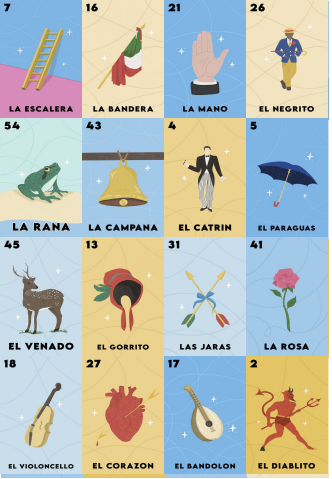 7 16 21 26
LA ESCALERA LA BANDERA LA MANO EL NEGRITO
54 43 4 5
LA RANA LA CAMPANA EL CATRIN EL PARAGUAS
45 13 31 41
EL VENADO EL GORRITO LAS JARAS LA ROSA
18 27 17 2
EL VIOLONCELLO EL CORAZON EL BANDOLON EL DIABLITO